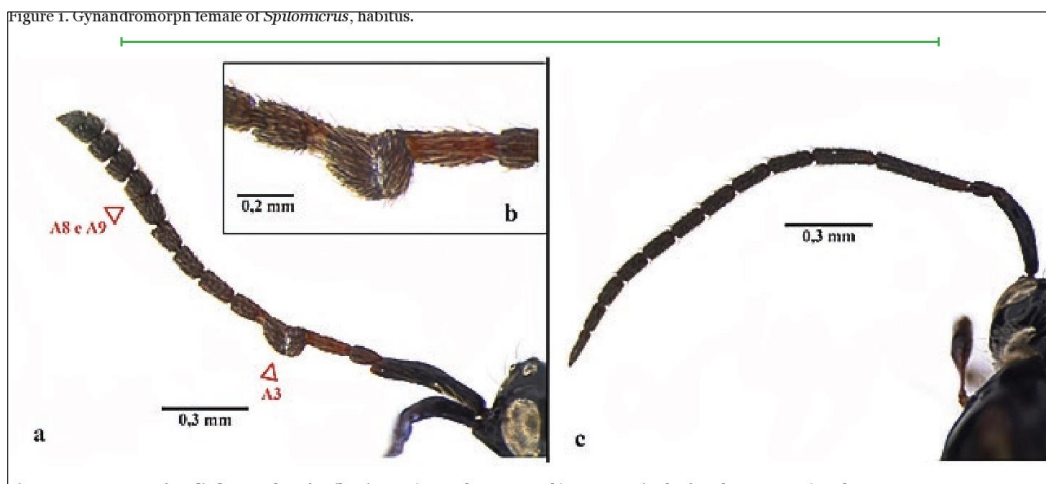 Figure 1. Gynandromorph female of Spilomicrus, habitus.
0,2 mm
b
A8 e A9
0,3 mm
A3
0,3 mm
a
c